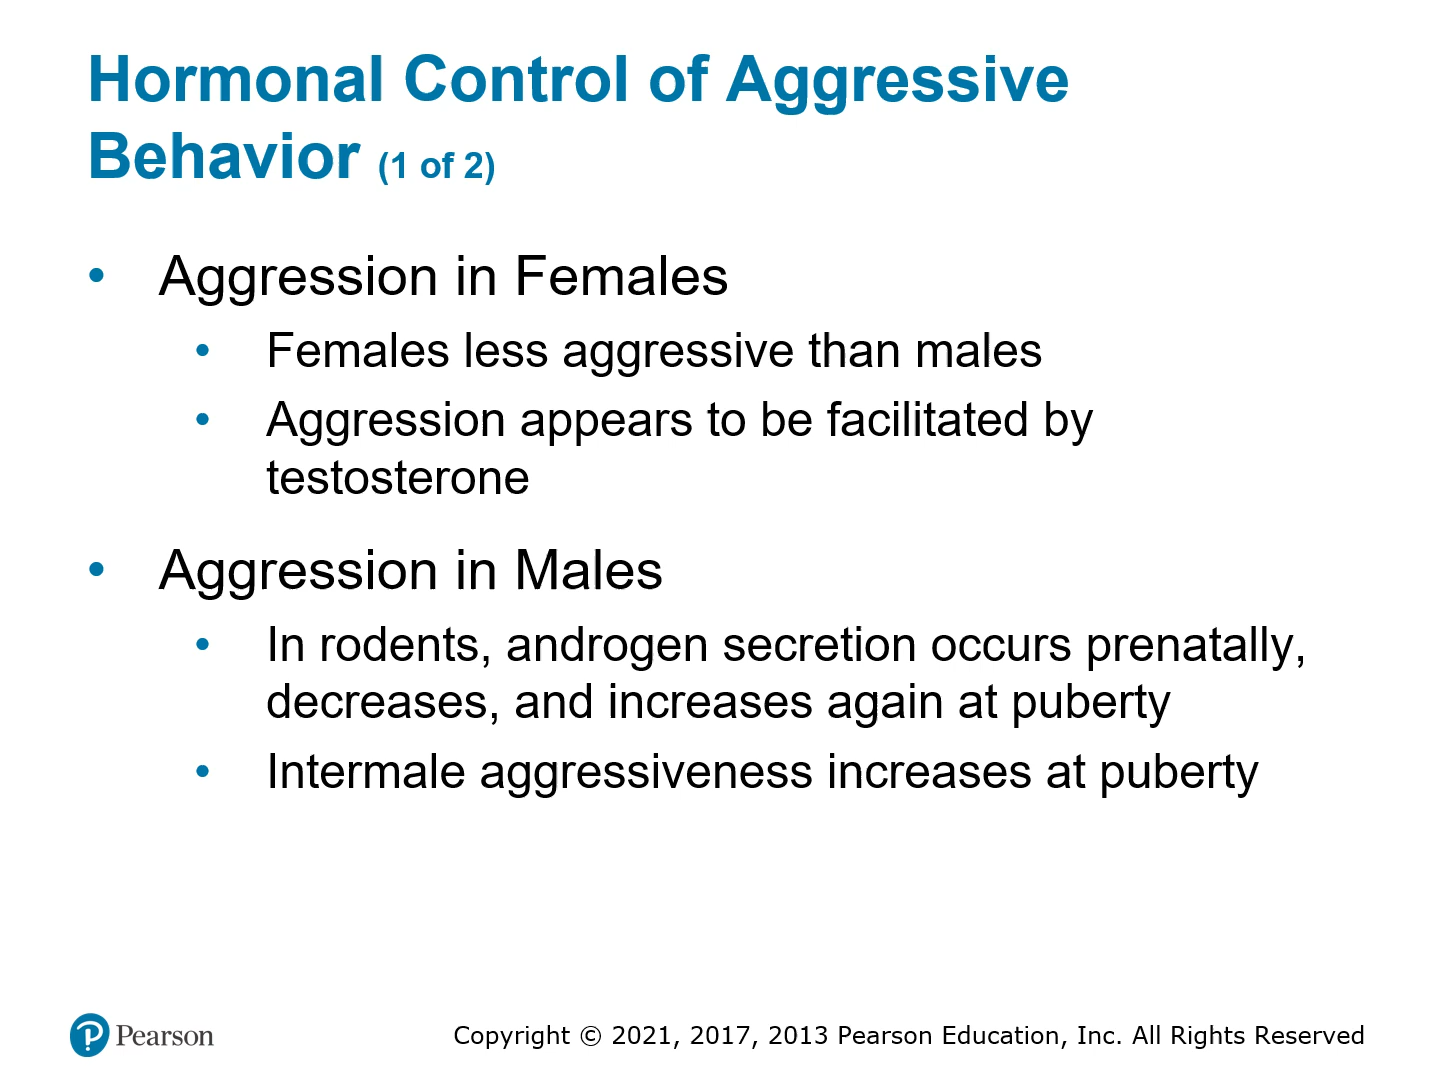 Hormonal Control of Aggressive
Behavior (1 of 2)
• Aggression in Females
• Females less aggressive than males
• Aggression appears to be facilitated by
testosterone
• Aggression in Males
• In rodents, androgen secretion occurs prenatally,
decreases, and increases again at puberty
• Intermale aggressiveness increases at puberty
Pearson
Copyright © 2021, 2017, 2013 Pearson Education, Inc. All Rights Reserved